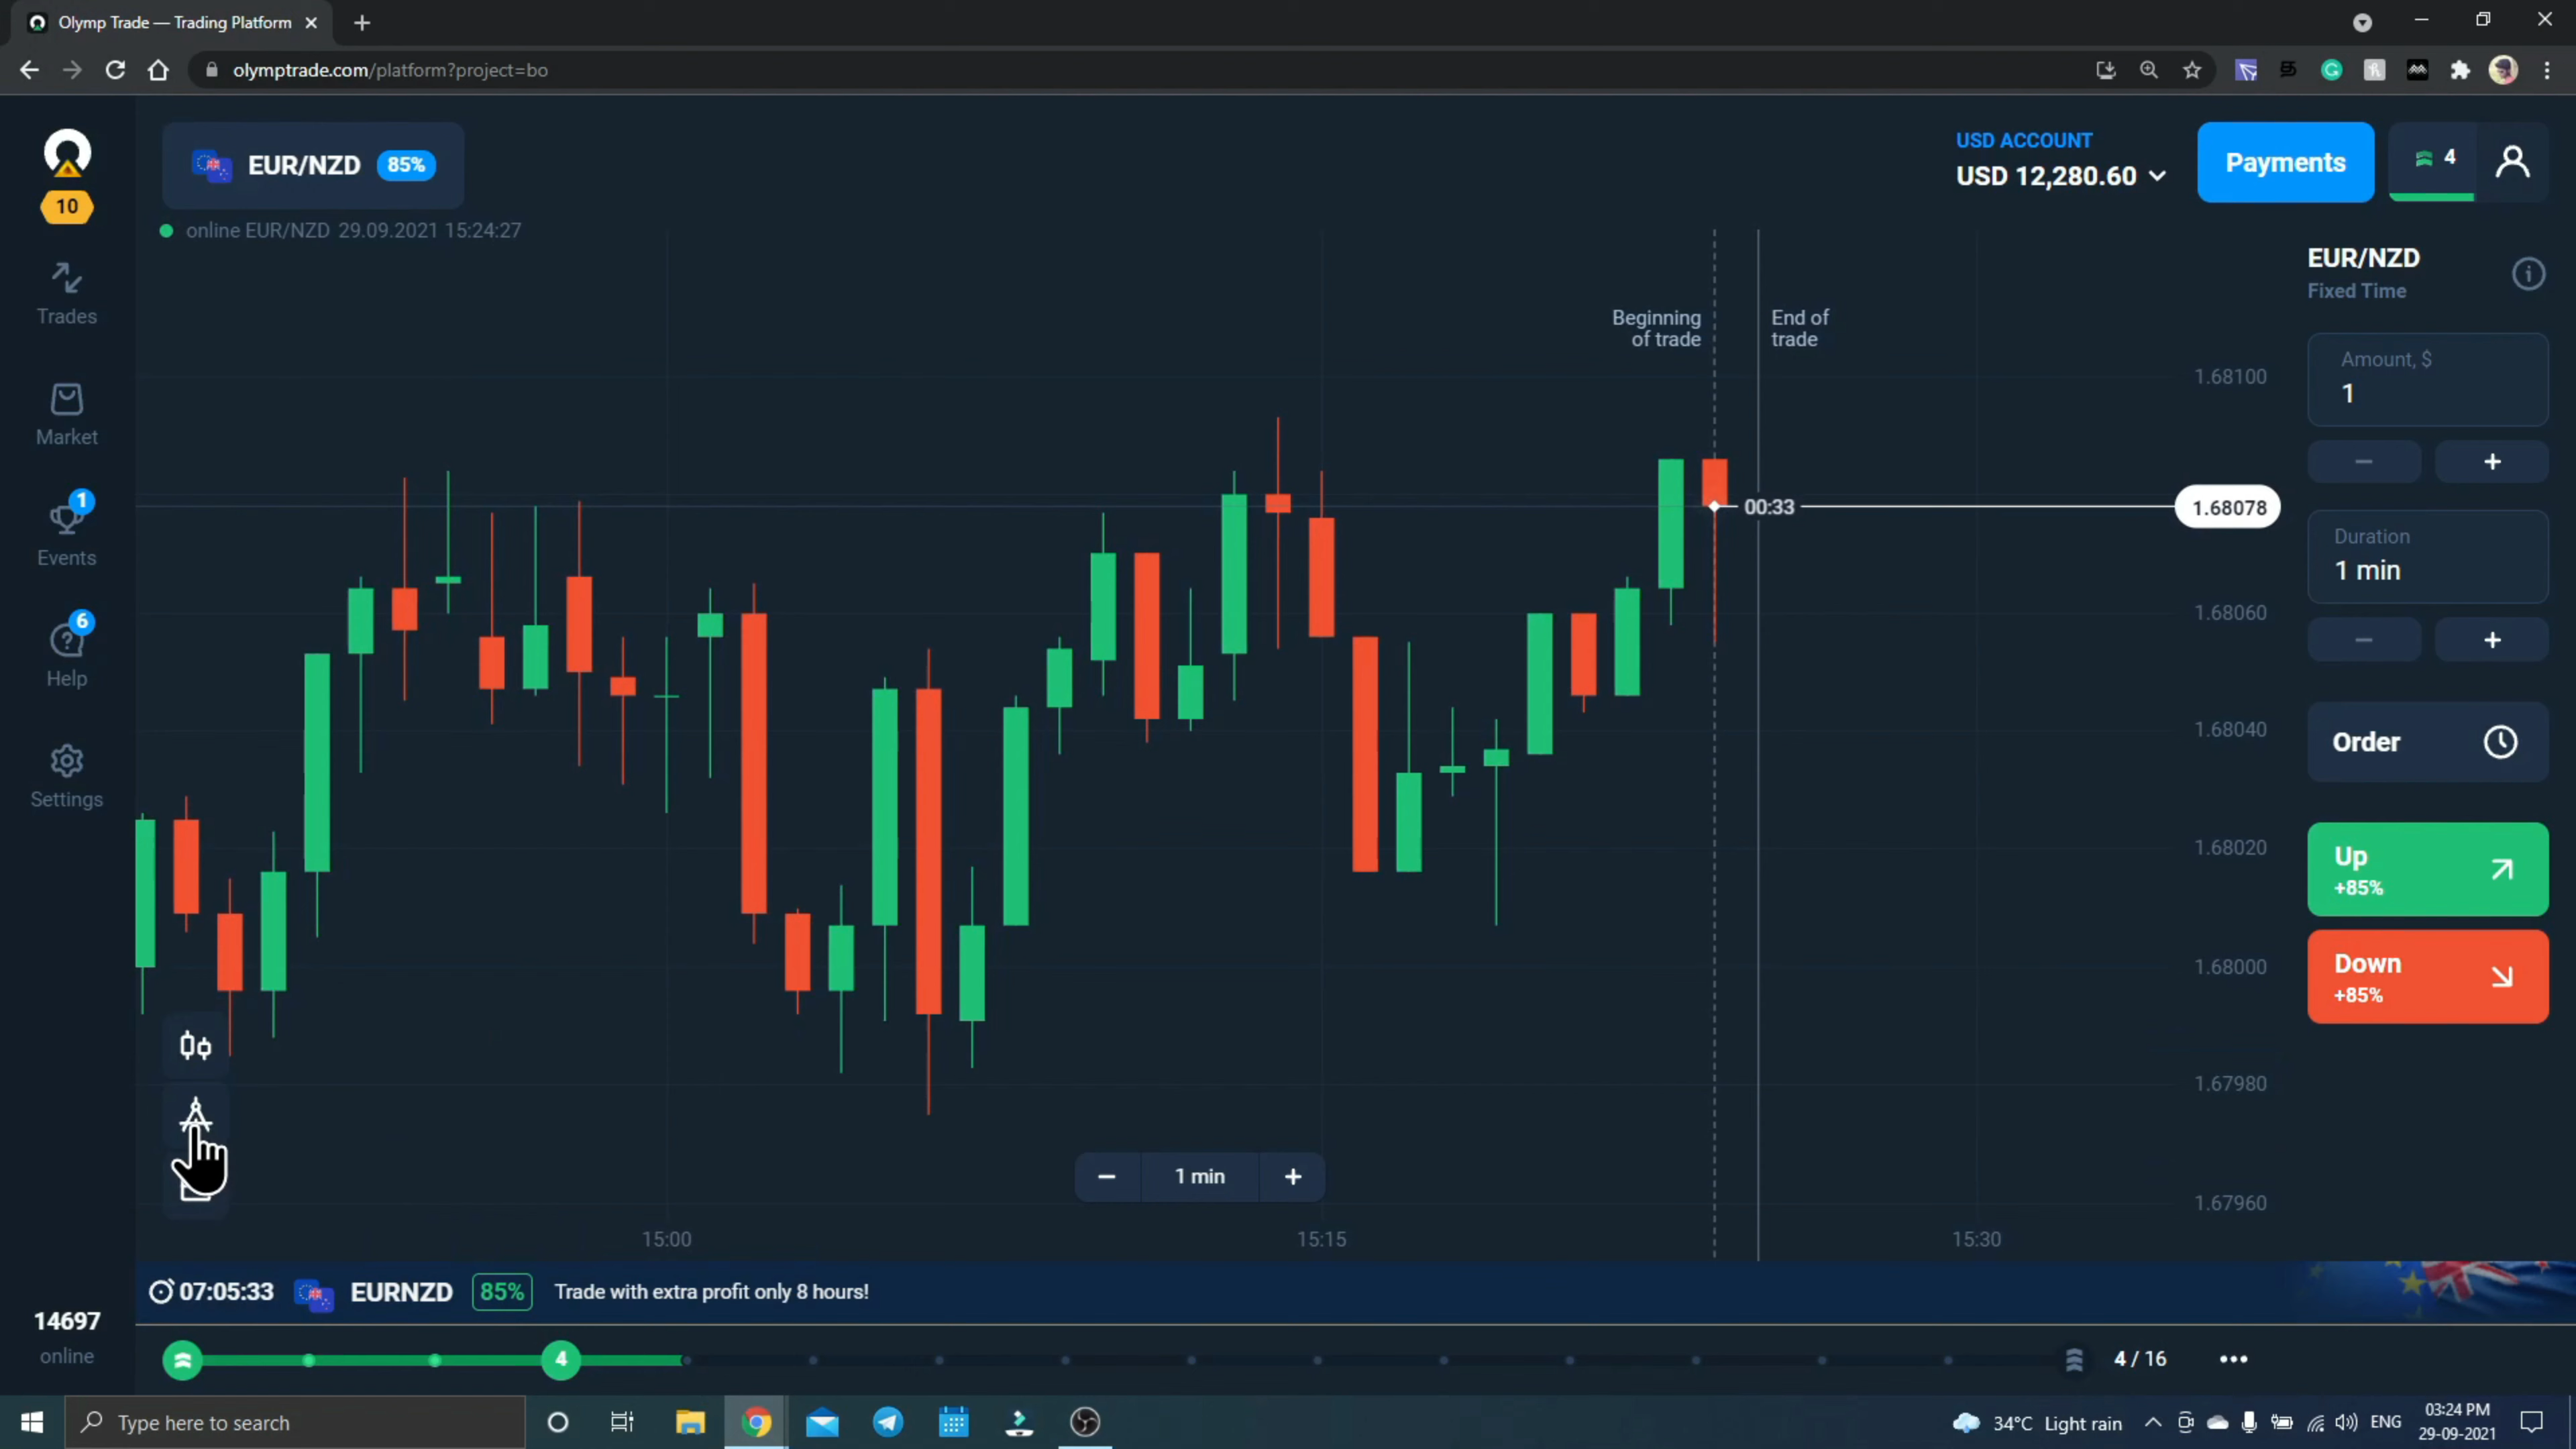 Olymp Trade — Trading Platform
olymptrade.com/platform?project=bo
10
Trades
Market
1
Events
6
Help
Settings
14697
online
EUR/NZD 85%
online EUR/NZD 29.09.2021 15:24:27
USD ACCOUNT
USD 12,280.60
Payments
4
Beginning
of trade
End of
trade
00:33
1.68100
1.68078
1.68060
1.68040
1.68020
1.68000
1.67980
1.67960
1 min
15:00
15:15
15:30
EUR/NZD
Fixed Time
Amount, $
1
Duration
1 min
Order
Up
+85%
Down
+85%
07:05:33 EURNZD 85% Trade with extra profit only 8 hours!
4
4 / 16
Type here to search
34°C Light rain
ENG
03:24 PM
29-09-2021